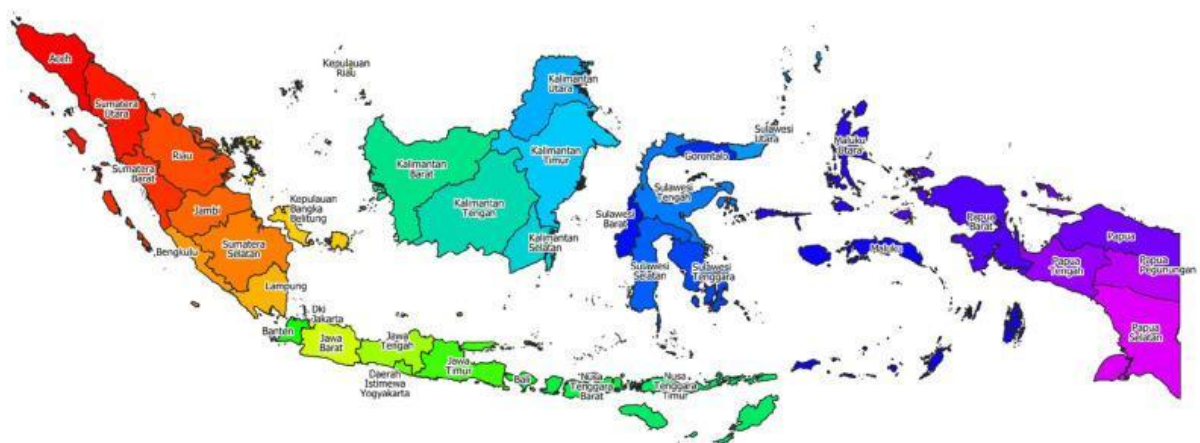 Aceh
Sumatera
Utara
Riau
Sumatera
Barat
Jambi
Bengkulu
Sumatera
Selatan
Lampung
Kepulauan
Bangka
Belitung
Kepulauan
Riau
Banten
Dki
Jakarta
Jawa
Barat
Jawa
Tengah
Daerah
Istimewa
Yogyakarta
Jawa
Timur
Bali
Nusa
Tenggara
Barat
Nusa
Tenggara
Timur
Kalimantan
Barat
Kalimantan
Tengah
Kalimantan
Selatan
Kalimantan
Timur
Kalimantan
Utara
Sulawesi
Utara
Gorontalo
Sulawesi
Tengah
Sulawesi
Barat
Sulawesi
Selatan
Sulawesi
Tenggara
Maluku
Utara
Maluku
Papua
Barat
Papua
Papua
Tengah
Papua
Pegunungan
Papua
Selatan